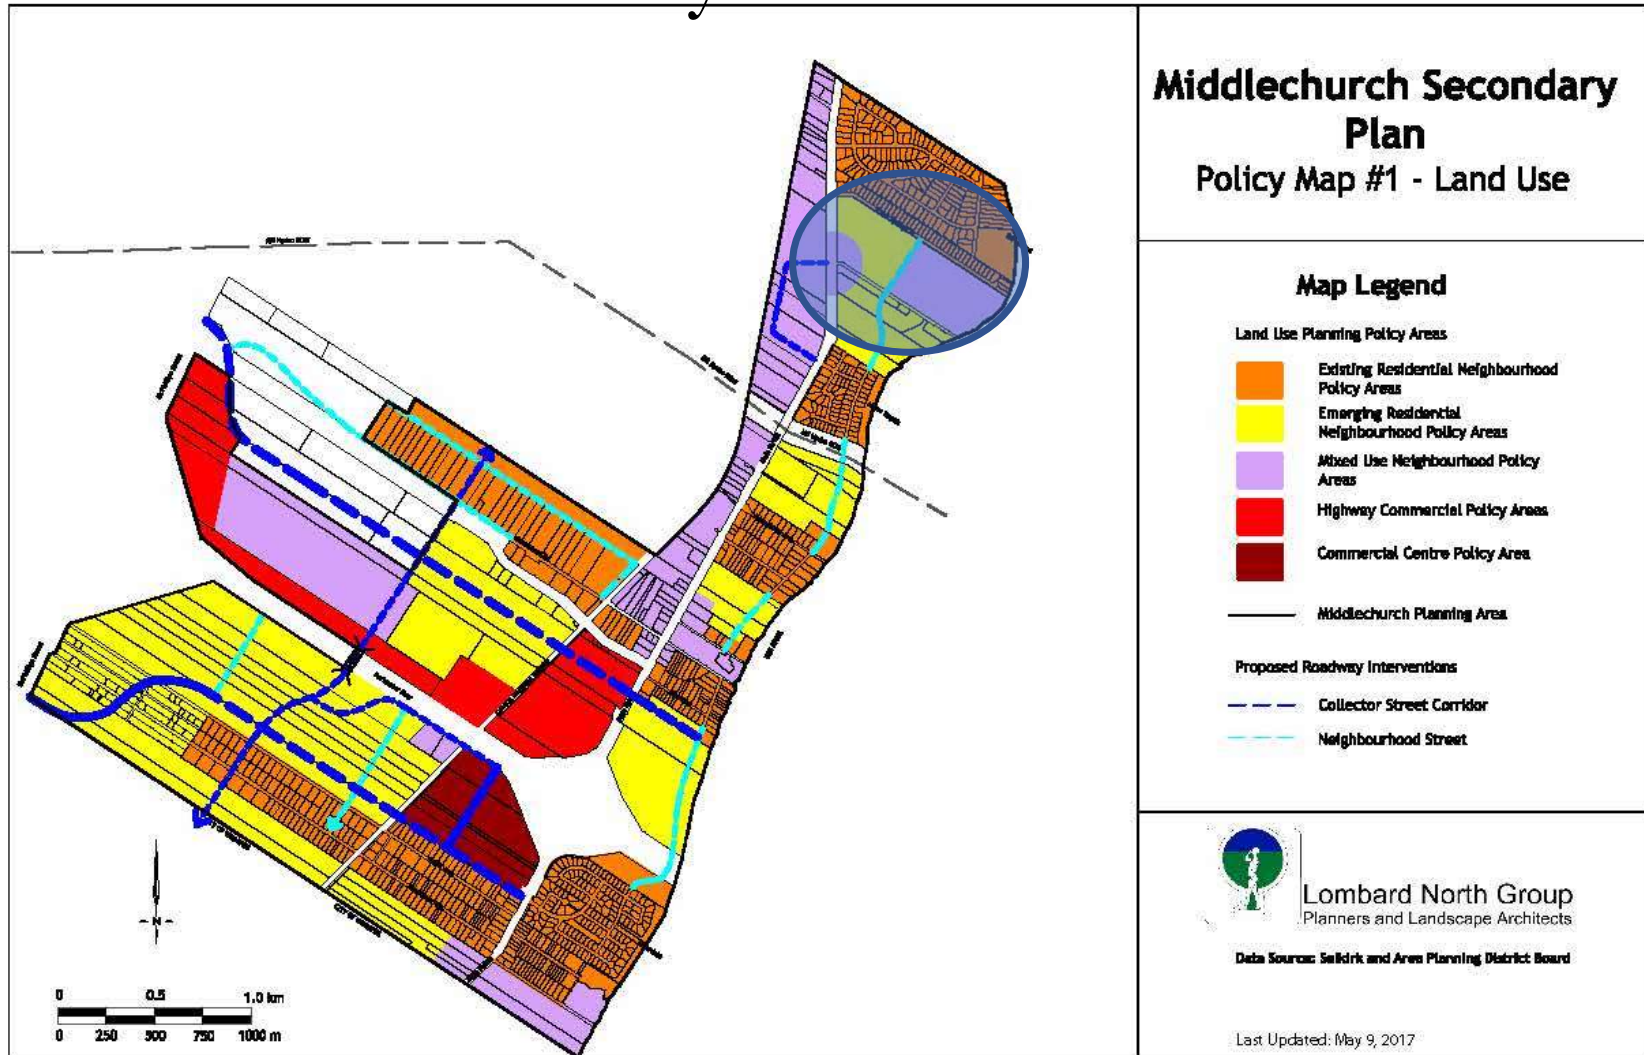 y
Middlechurch Secondary
Plan
Policy Map #1 - Land Use
Map Legend
Land Use Planning Policy Areas
Existing Residential Neighbourhood
Policy Areas
Emerging Residential
Neighbourhood Policy Areas
Mixed Use Neighbourhood Policy
Areas
Highway Commercial Policy Areas
Commercial Centre Policy Area
Middlechurch Planning Area
Proposed Roadway Interventions
Collector Street Corridor
Neighbourhood Street
Lombard North Group
Planners and Landscape Architects
Data Source: Selkirk and Area Planning District Board
Last Updated: May 9, 2017
N
0 0.5 1.0 km
0 250 500 750 1000 m